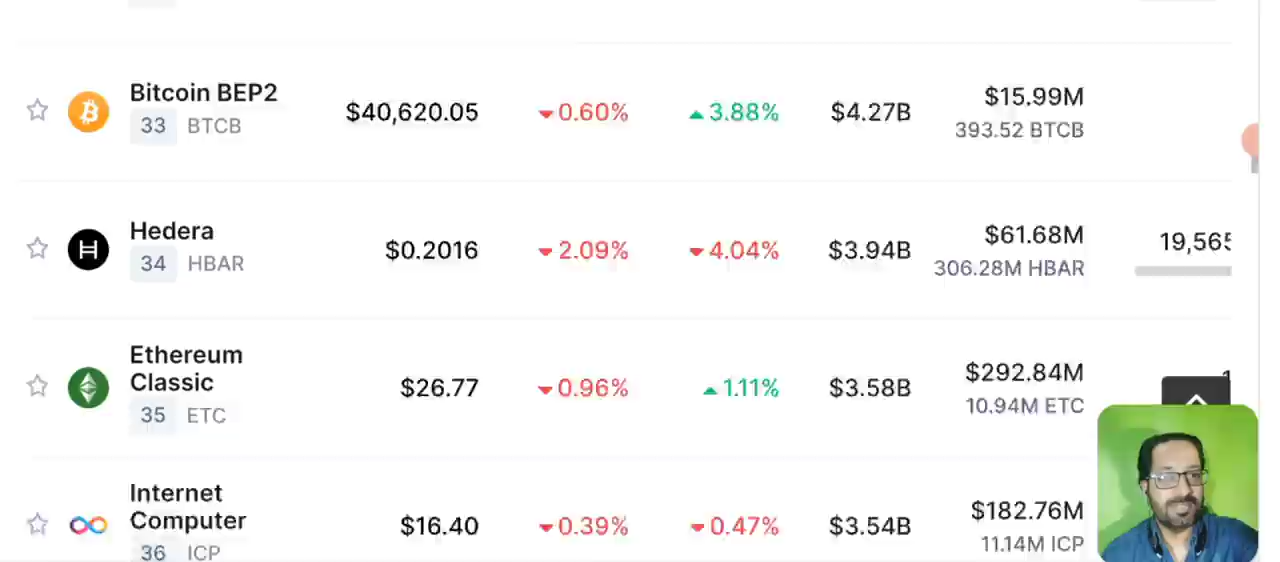 Bitcoin BEP2
33 BTCB
$40,620.05
0.60%
3.88%
$4.27B
$15.99M
393.52 BTCB
Hedera
34 HBAR
$0.2016
2.09%
4.04%
$3.94B
$61.68M
306.28M HBAR
19,565
Ethereum
Classic
35 ETC
$26.77
0.96%
1.11%
$3.58B
$292.84M
10.94M ETC
Internet
Computer
36 ICP
$16.40
0.39%
0.47%
$3.54B
$182.76M
11.14M ICP